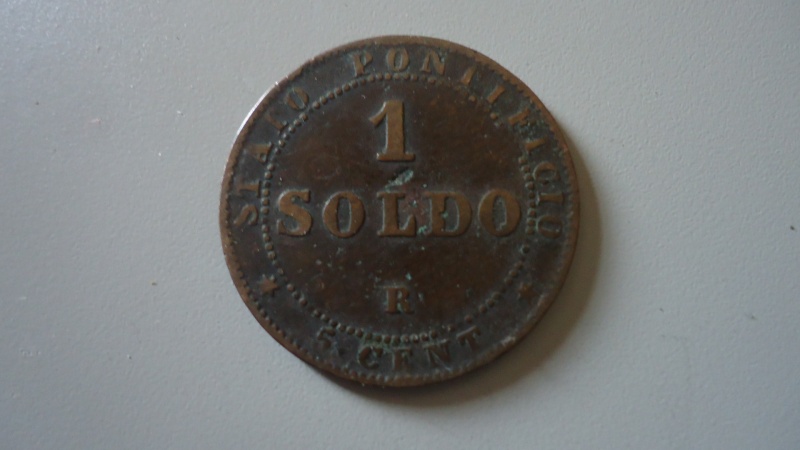 STATO PONTIFICIO
1
SOLDO
R
5. CENT